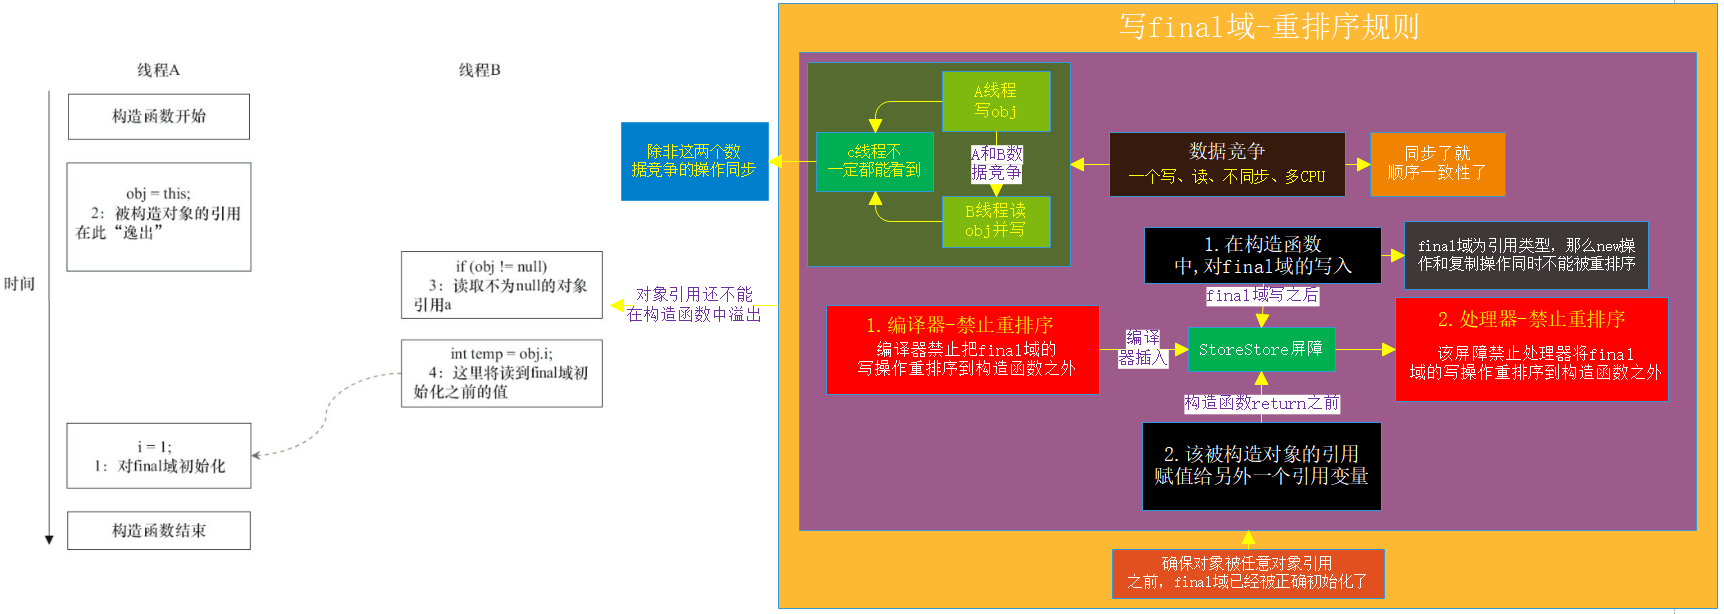 线程A
线程B
时间
构造函数开始
obj = this;
2：被构造对象的引用
在此“逸出”
if (obj != null)
3：读取不为null的对象
引用a
int temp = obj.i;
4：这里将读到final域初
始化之前的值
i = 1;
1：对final域初始化
构造函数结束
对象引用还不能
在构造函数中溢出
写final域-重排序规则
除非这两个数
据竞争的操作同步
c线程不
一定都能看到
A线程
写obj
A和B数
据竞争
B线程读
obj并写
数据竞争
一个写、读、不同步、多CPU
同步了就
顺序一致性了
1.在构造函数
中,对final域的写入
final域为引用类型, 那么new操
作和复制操作同时不能被重排序
final域写之后
1.编译器-禁止重排序
编译器禁止把final域的
写操作重排序到构造函数之外
编译
器插入
StoreStore屏障
2.处理器-禁止重排序
该屏障禁止处理器将final
域的写操作重排序到构造函数之外
构造函数return之前
2.该被构造对象的引用
赋值给另外一个引用变量
确保对象被任意对象引用
之前, final域已经被正确初始化了